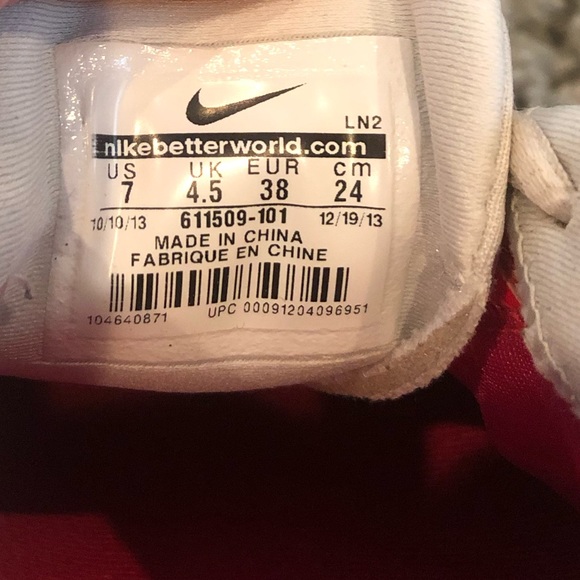 LN2
nikebetterworld.com
US UK EUR cm
7 4.5 38 24
10/10/13 611509-101 12/19/13
MADE IN CHINA
FABRIQUE EN CHINE
104640871 UPC 00091204096951